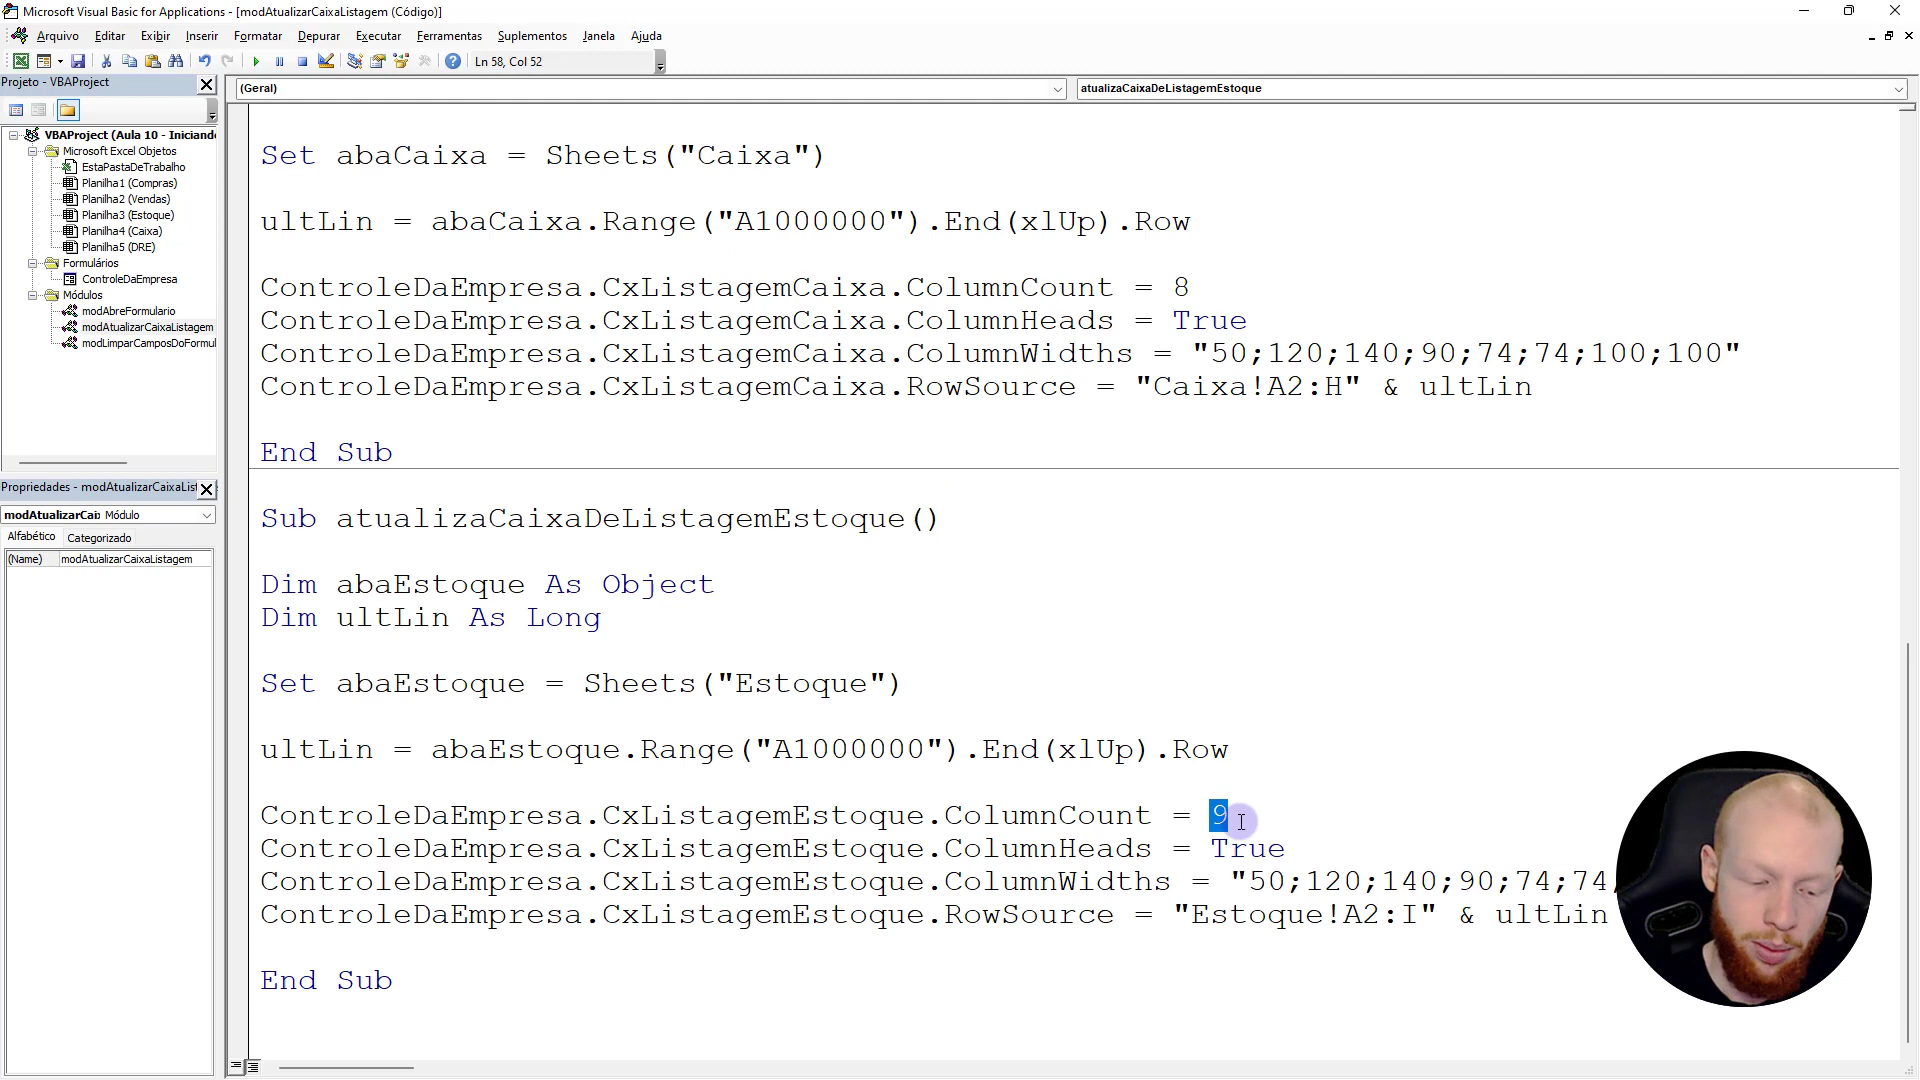 Microsoft Visual Basic for Applications - [modAtualizarCaixaListagem (Código)]
Arquivo Editar Exibir Inserir Formatar Depurar Executar Ferramentas Suplementos Janela Ajuda
Ln 58, Col 52
Projeto - VBAProject
(Geral)
atualizaCaixaDeListagemEstoque
VBAProject (Aula 10 - Iniciand
Microsoft Excel Objetos
EstaPastaDeTrabalho
Planilha1 (Compras)
Planilha2 (Vendas)
Planilha3 (Estoque)
Planilha4 (Caixa)
Planilha5 (DRE)
Formulários
ControleDaEmpresa
Módulos
modAbreFormulario
modAtualizarCaixaListagem
modLimparCamposDoFormul
Propriedades - modAtualizarCaixaList
modAtualizarCai Módulo
Alfabético Categorizado
(Name) modAtualizarCaixaListagem
Set abaCaixa = Sheets("Caixa")
ultLin = abaCaixa.Range("A1000000").End(xlUp).Row
ControleDaEmpresa.CxListagemCaixa.ColumnCount = 8
ControleDaEmpresa.CxListagemCaixa.ColumnHeads = True
ControleDaEmpresa.CxListagemCaixa.ColumnWidths = "50;120;140;90;74;74;100;100"
ControleDaEmpresa.CxListagemCaixa.RowSource = "Caixa!A2:H" & ultLin
End Sub
Sub atualizaCaixaDeListagemEstoque()
Dim abaEstoque As Object
Dim ultLin As Long
Set abaEstoque = Sheets("Estoque")
ultLin = abaEstoque.Range("A1000000").End(xlUp).Row
ControleDaEmpresa.CxListagemEstoque.ColumnCount = 9
ControleDaEmpresa.CxListagemEstoque.ColumnHeads = True
ControleDaEmpresa.CxListagemEstoque.ColumnWidths = "50;120;140;90;74;74;
ControleDaEmpresa.CxListagemEstoque.RowSource = "Estoque!A2:I" & ultLin
End Sub